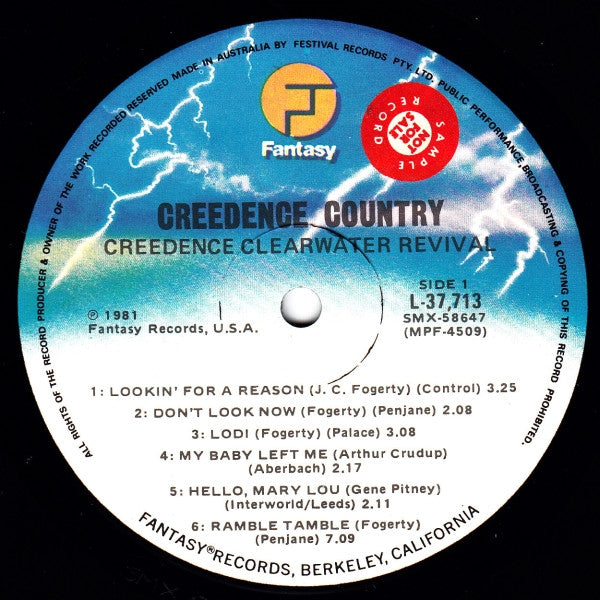 ALL RIGHTS OF THE RECORD PRODUCER & OWNER OF THE WORK RECORDED RESERVED MADE IN AUSTRALIA BY FESTIVAL RECORDS PTY. LTD. PUBLIC PERFORMANCE, BROADCASTING & COPYING OF THIS RECORD PROHIBITED.
Fantasy
SAMPLE RECORD
NOT FOR SALE
CREEDENCE COUNTRY
CREEDENCE CLEARWATER REVIVAL
SIDE 1
L-37,713
SMX-58647
(MPF-4509)
℗ 1981
Fantasy Records, U.S.A.
1: LOOKIN' FOR A REASON (J. C. Fogerty) (Control) 3.25
2: DON'T LOOK NOW (Fogerty) (Penjane) 2.08
3: LODI (Fogerty) (Palace) 3.08
4: MY BABY LEFT ME (Arthur Crudup)
(Aberbach) 2.17
5: HELLO, MARY LOU (Gene Pitney)
(Interworld/Leeds) 2.11
6: RAMBLE TAMBLE (Fogerty)
(Penjane) 7.09
FANTASY® RECORDS, BERKELEY, CALIFORNIA